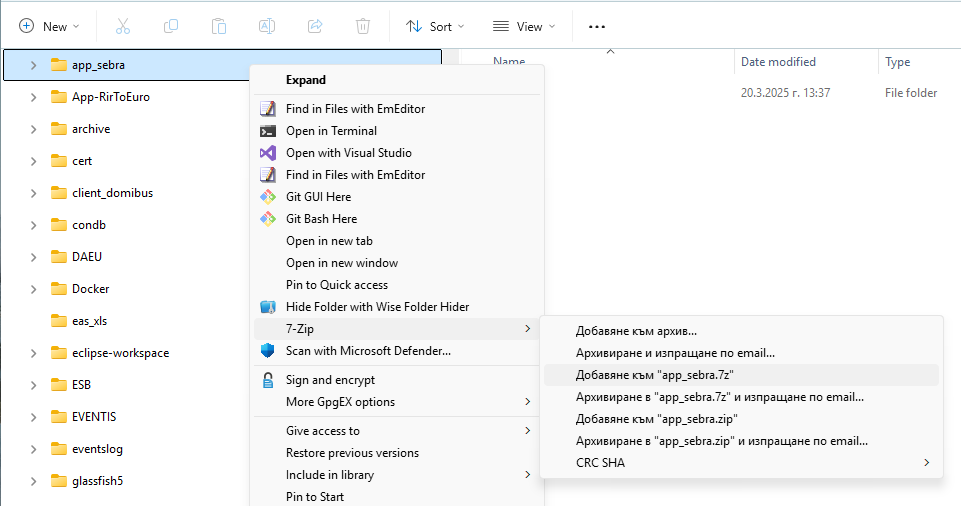 New
Sort
View
app_sebra
App-RirToEuro
archive
cert
client_domibus
condb
DAEU
Docker
eas_xls
eclipse-workspace
ESB
EVENTIS
eventslog
glassfish5
Name
Date modified
Type
20.3.2025 г. 13:37
File folder
Expand
Find in Files with EmEditor
Open in Terminal
Open with Visual Studio
Find in Files with EmEditor
Git GUI Here
Git Bash Here
Open in new tab
Open in new window
Pin to Quick access
Hide Folder with Wise Folder Hider
7-Zip
Scan with Microsoft Defender...
Sign and encrypt
More GpgEX options
Give access to
Restore previous versions
Include in library
Pin to Start
Добавяне към архив...
Архивиране и изпращане по email...
Добавяне към "app_sebra.7z"
Архивиране в "app_sebra.7z" и изпращане по email...
Добавяне към "app_sebra.zip"
Архивиране в "app_sebra.zip" и изпращане по email...
CRC SHA